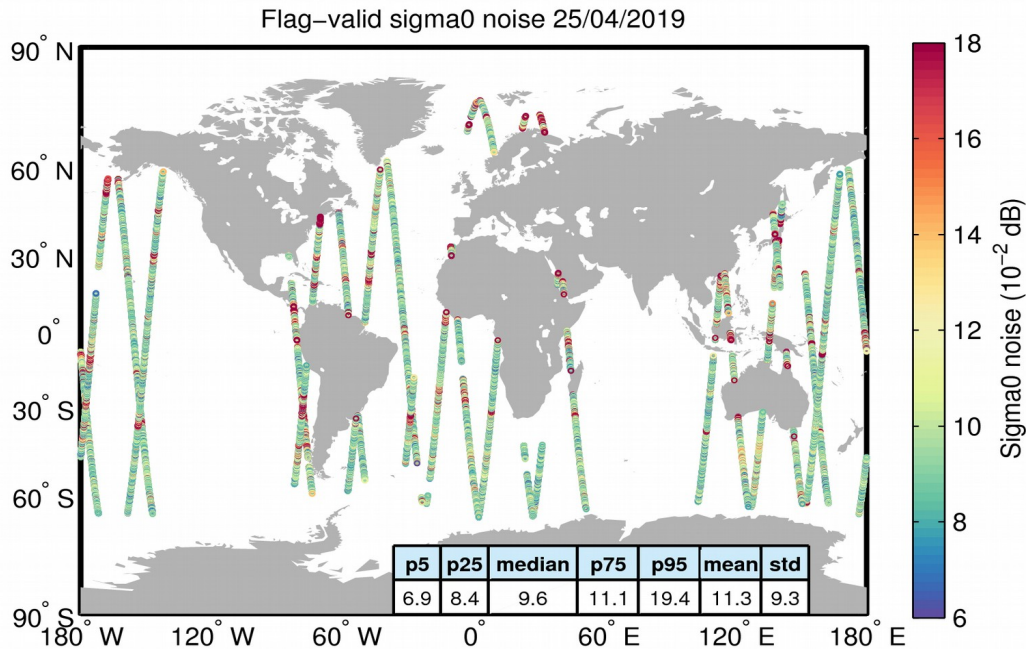 Flag−valid sigma0 noise 25/04/2019
90° N
60° N
30° N
0°
30° S
60° S
90° S
180° W
120° W
60° W
0°
60° E
120° E
180° E
p5 p25 median p75 p95 mean std
6.9 8.4 9.6 11.1 19.4 11.3 9.3
18
16
14
12
10
8
6
Sigma0 noise (10⁻² dB)